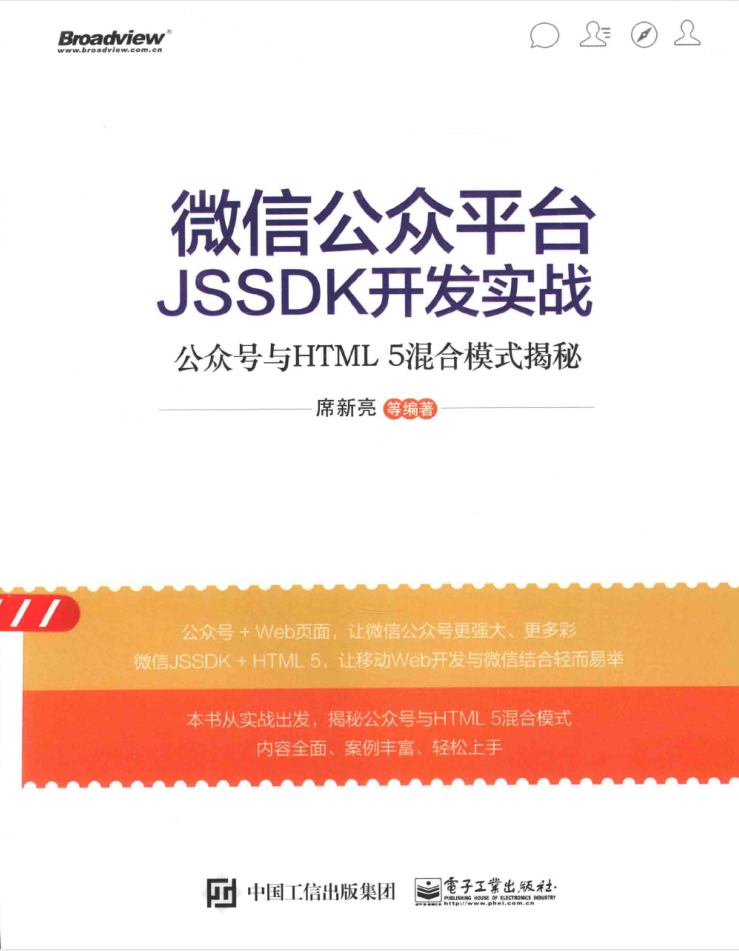 Broadview®
www.broadview.com.cn
微信公众平台
JSSDK开发实战
公众号与HTML 5混合模式揭秘
席新亮 等编著
公众号 + Web页面，让微信公众号更强大、更多彩
微信JSSDK + HTML 5，让移动Web开发与微信结合轻而易举
本书从实战出发，揭秘公众号与HTML 5混合模式
内容全面、案例丰富、轻松上手
中国工信出版集团
電子工業出版社.
PUBLISHING HOUSE OF ELECTRONICS INDUSTRY
http://www.phei.com.cn